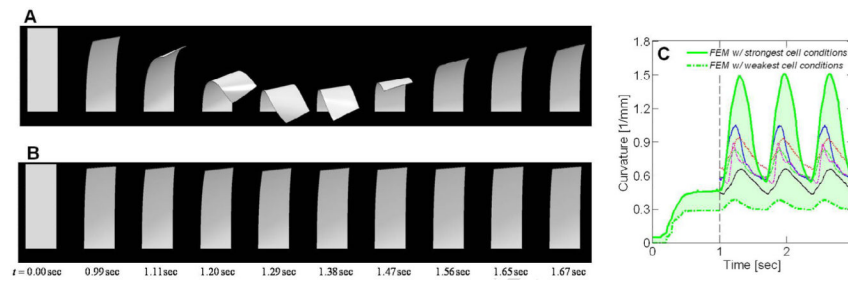 A
B
t = 0.00 sec 0.99 sec 1.11 sec 1.20 sec 1.29 sec 1.38 sec 1.47 sec 1.56 sec 1.65 sec 1.67 sec
C
FEM w/ strongest cell conditions
FEM w/ weakest cell conditions
Curvature [1/mm]
1.8
1.5
1.2
0.9
0.6
0.3
0
0 1 2
Time [sec]